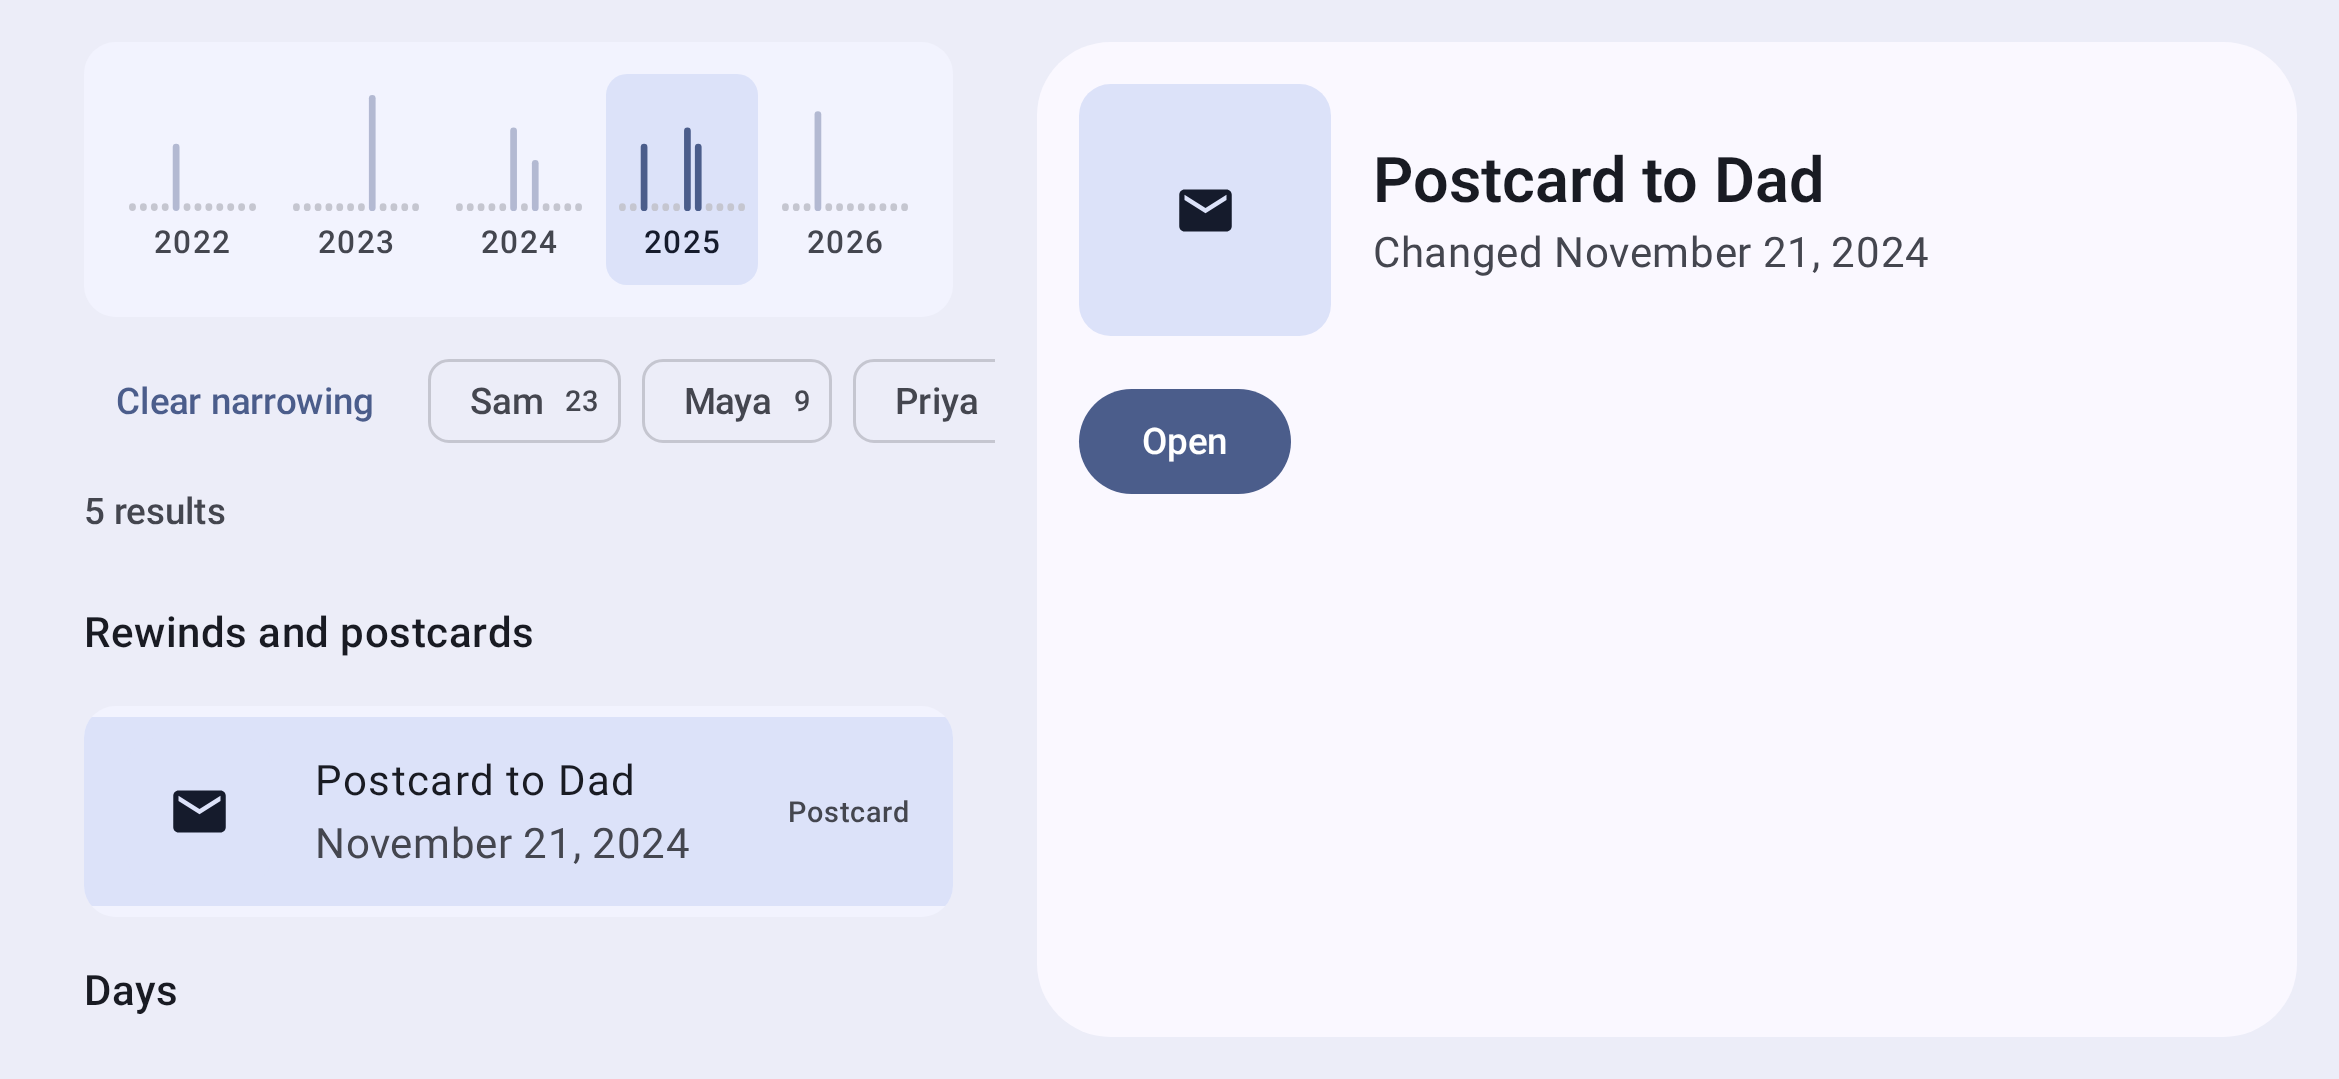 2022 2023 2024 2025 2026
Clear narrowing Sam 23 Maya 9 Priya
5 results
Rewinds and postcards
Postcard to Dad
November 21, 2024
Postcard
Days
Postcard to Dad
Changed November 21, 2024
Open